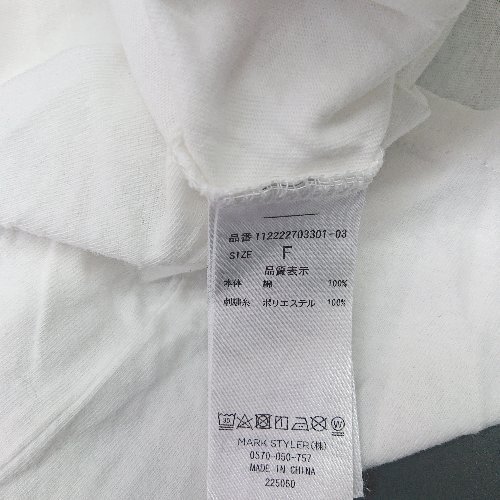 品番 112222703301-03
SIZE F
品質表示
本体 綿 100%
刺繍糸 ポリエステル 100%
MARK STYLER(株)
0570-050-757
MADE IN CHINA
225060